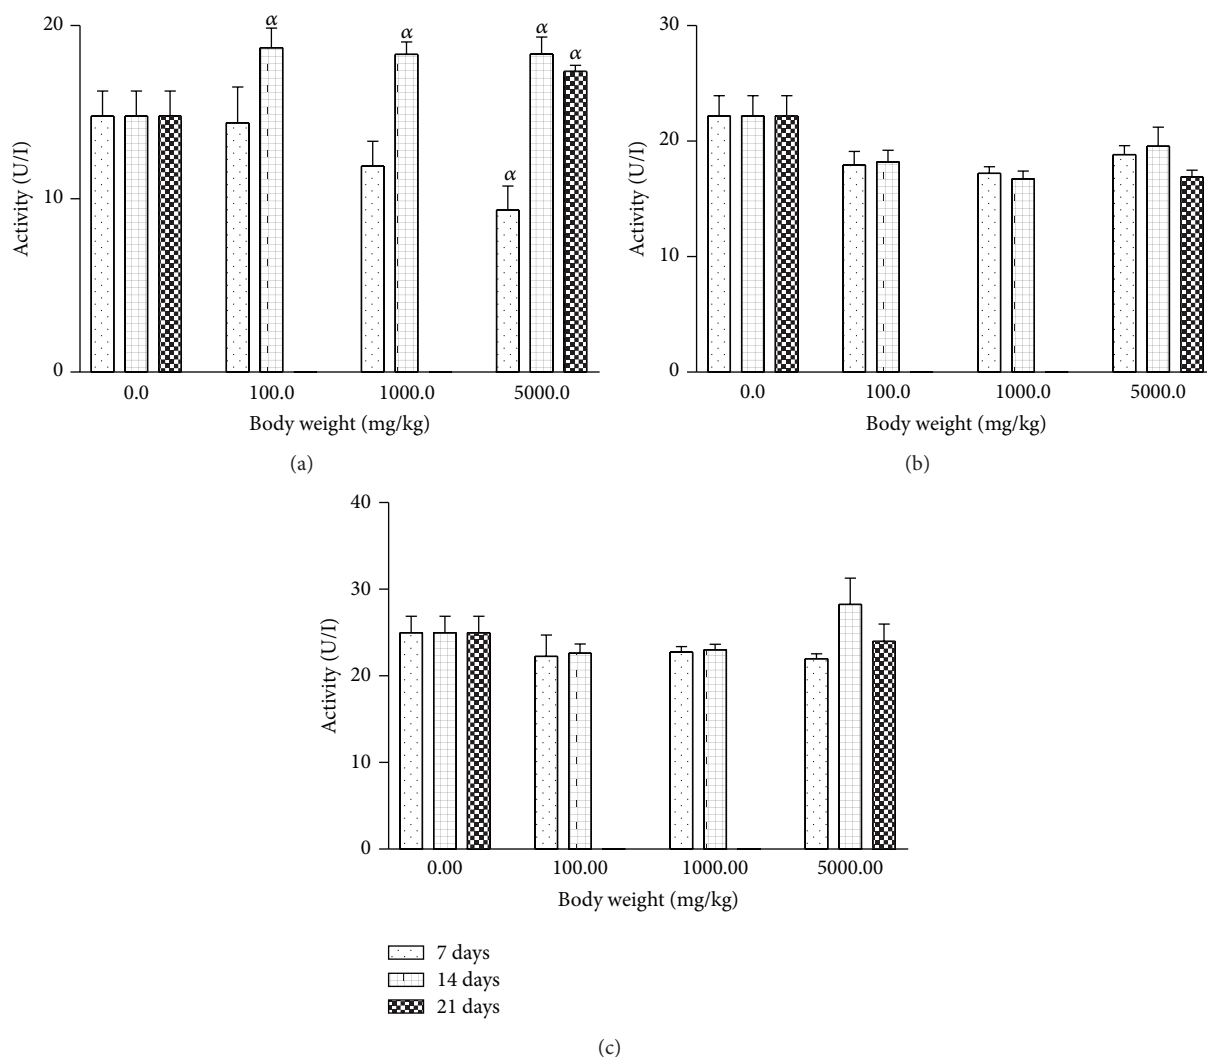 20
10
0
Activity (U/I)
α
α
α
α
α
0.0 100.0 1000.0 5000.0
Body weight (mg/kg)
(a)
30
20
10
0
Activity (U/I)
0.0 100.0 1000.0 5000.0
Body weight (mg/kg)
(b)
40
30
20
10
0
Activity (U/I)
0.00 100.00 1000.00 5000.00
Body weight (mg/kg)
7 days
14 days
21 days
(c)